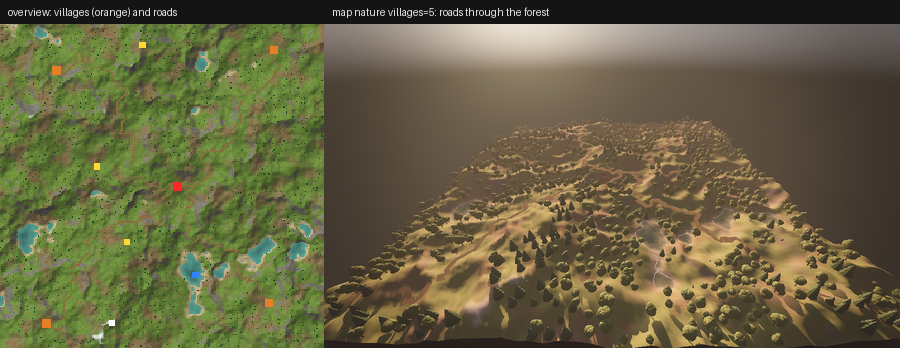 overview: villages (orange) and roads
map nature villages=5: roads through the forest